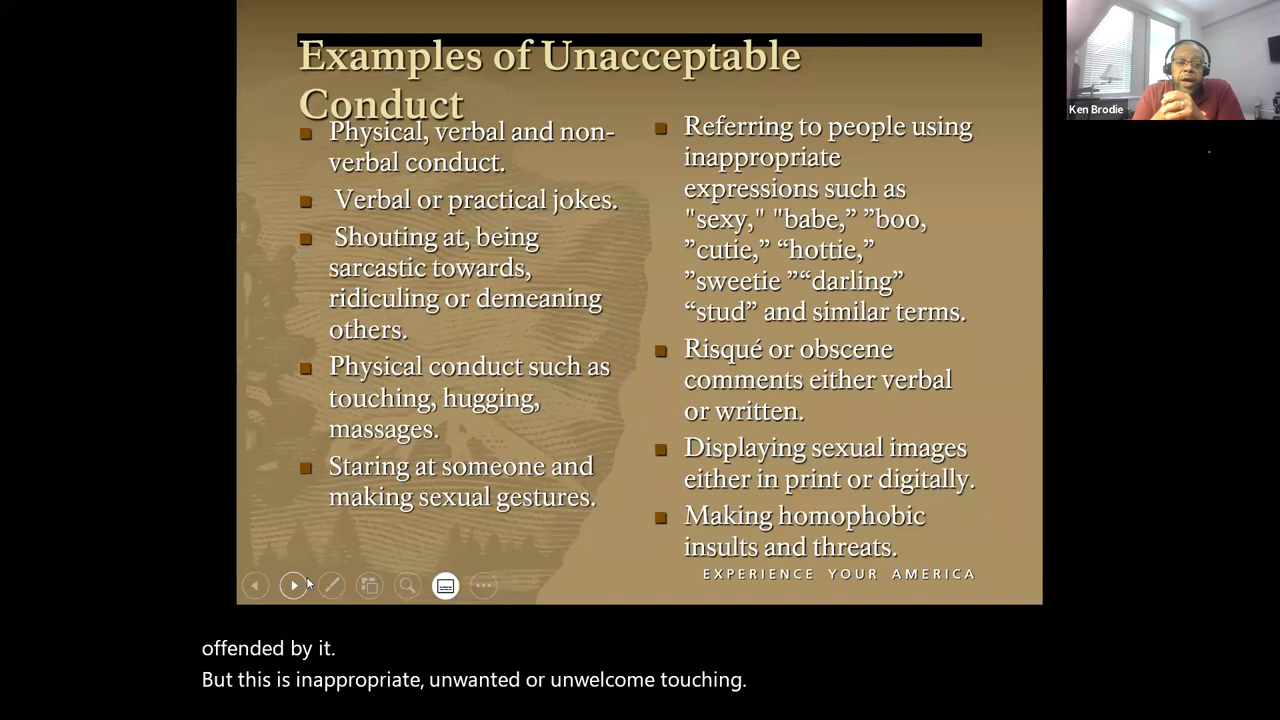 Examples of Unacceptable
Conduct
Physical, verbal and non-
verbal conduct.
Verbal or practical jokes.
Shouting at, being
sarcastic towards,
ridiculing or demeaning
others.
Physical conduct such as
touching, hugging,
massages.
Staring at someone and
making sexual gestures.
Referring to people using
inappropriate
expressions such as
"sexy," "babe,” ”boo,
”cutie,” “hottie,”
”sweetie ”“darling”
“stud” and similar terms.
Risqué or obscene
comments either verbal
or written.
Displaying sexual images
either in print or digitally.
Making homophobic
insults and threats.
EXPERIENCE YOUR AMERICA
Ken Brodie
offended by it.
But this is inappropriate, unwanted or unwelcome touching.